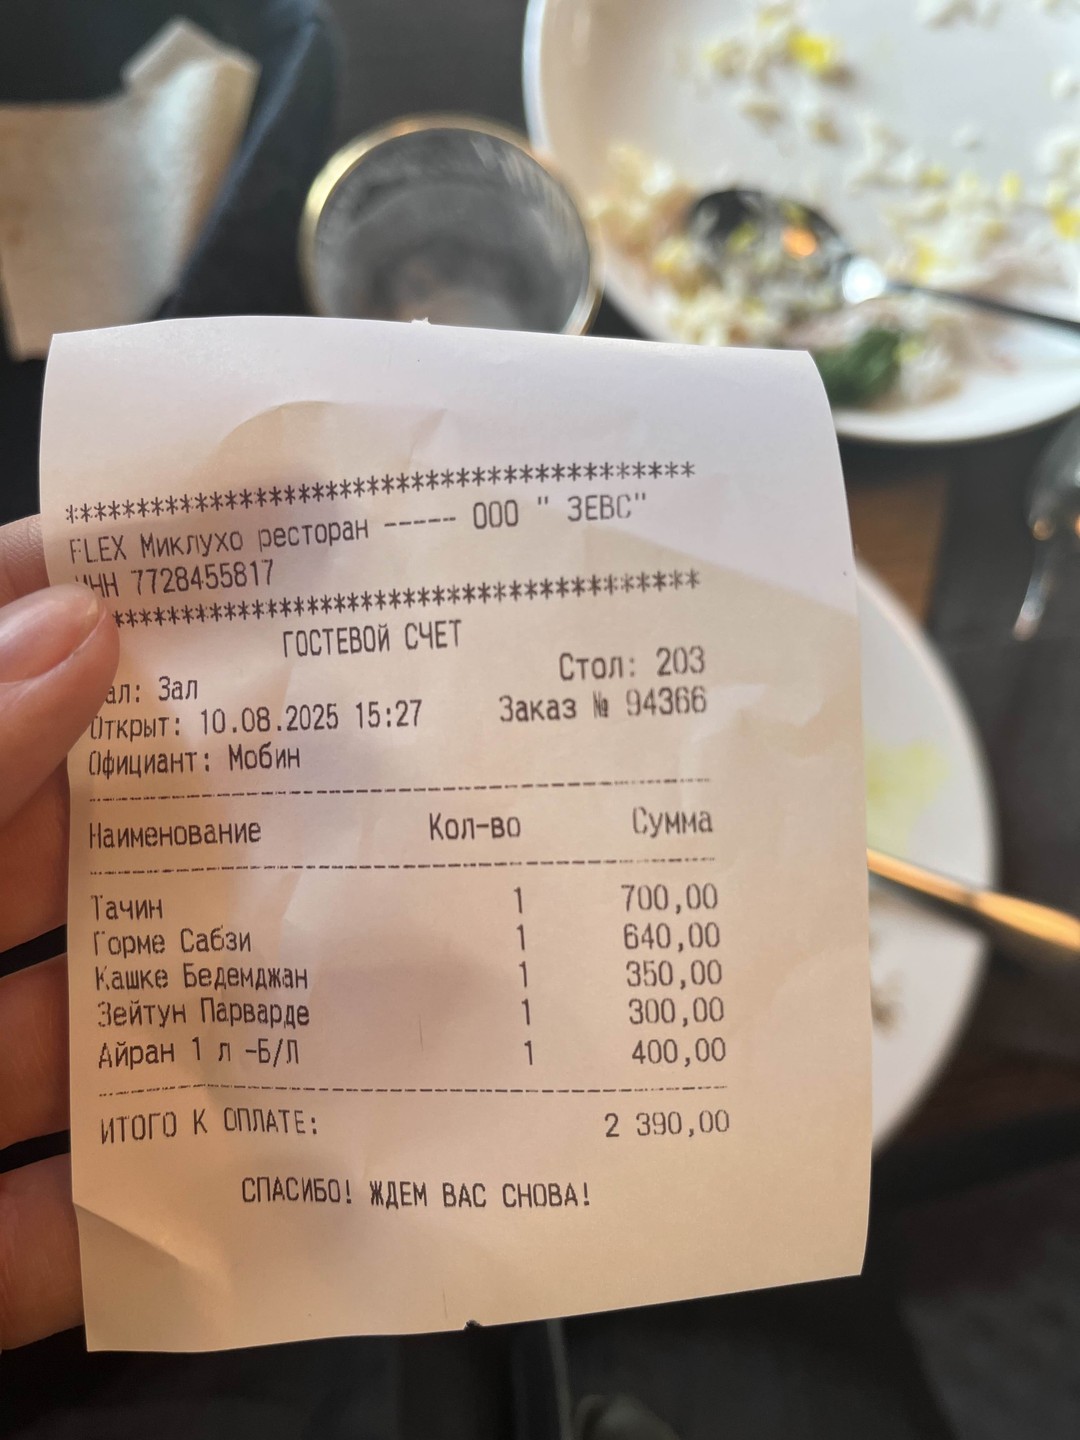 *******************************************
FLEX Миклухо ресторан ----- ООО " ЗЕВС"
ИНН 7728455817
*****************************************
ГОСТЕВОЙ СЧЕТ
Зал: Зал Стол: 203
Открыт: 10.08.2025 15:27 Заказ № 94366
Официант: Мобин
Наименование Кол-во Сумма
Тачин 1 700,00
Горме Сабзи 1 640,00
Кашке Бедемджан 1 350,00
Зейтун Парварде 1 300,00
Айран 1 л -Б/Л 1 400,00
ИТОГО К ОПЛАТЕ: 2 390,00
СПАСИБО! ЖДЕМ ВАС СНОВА!